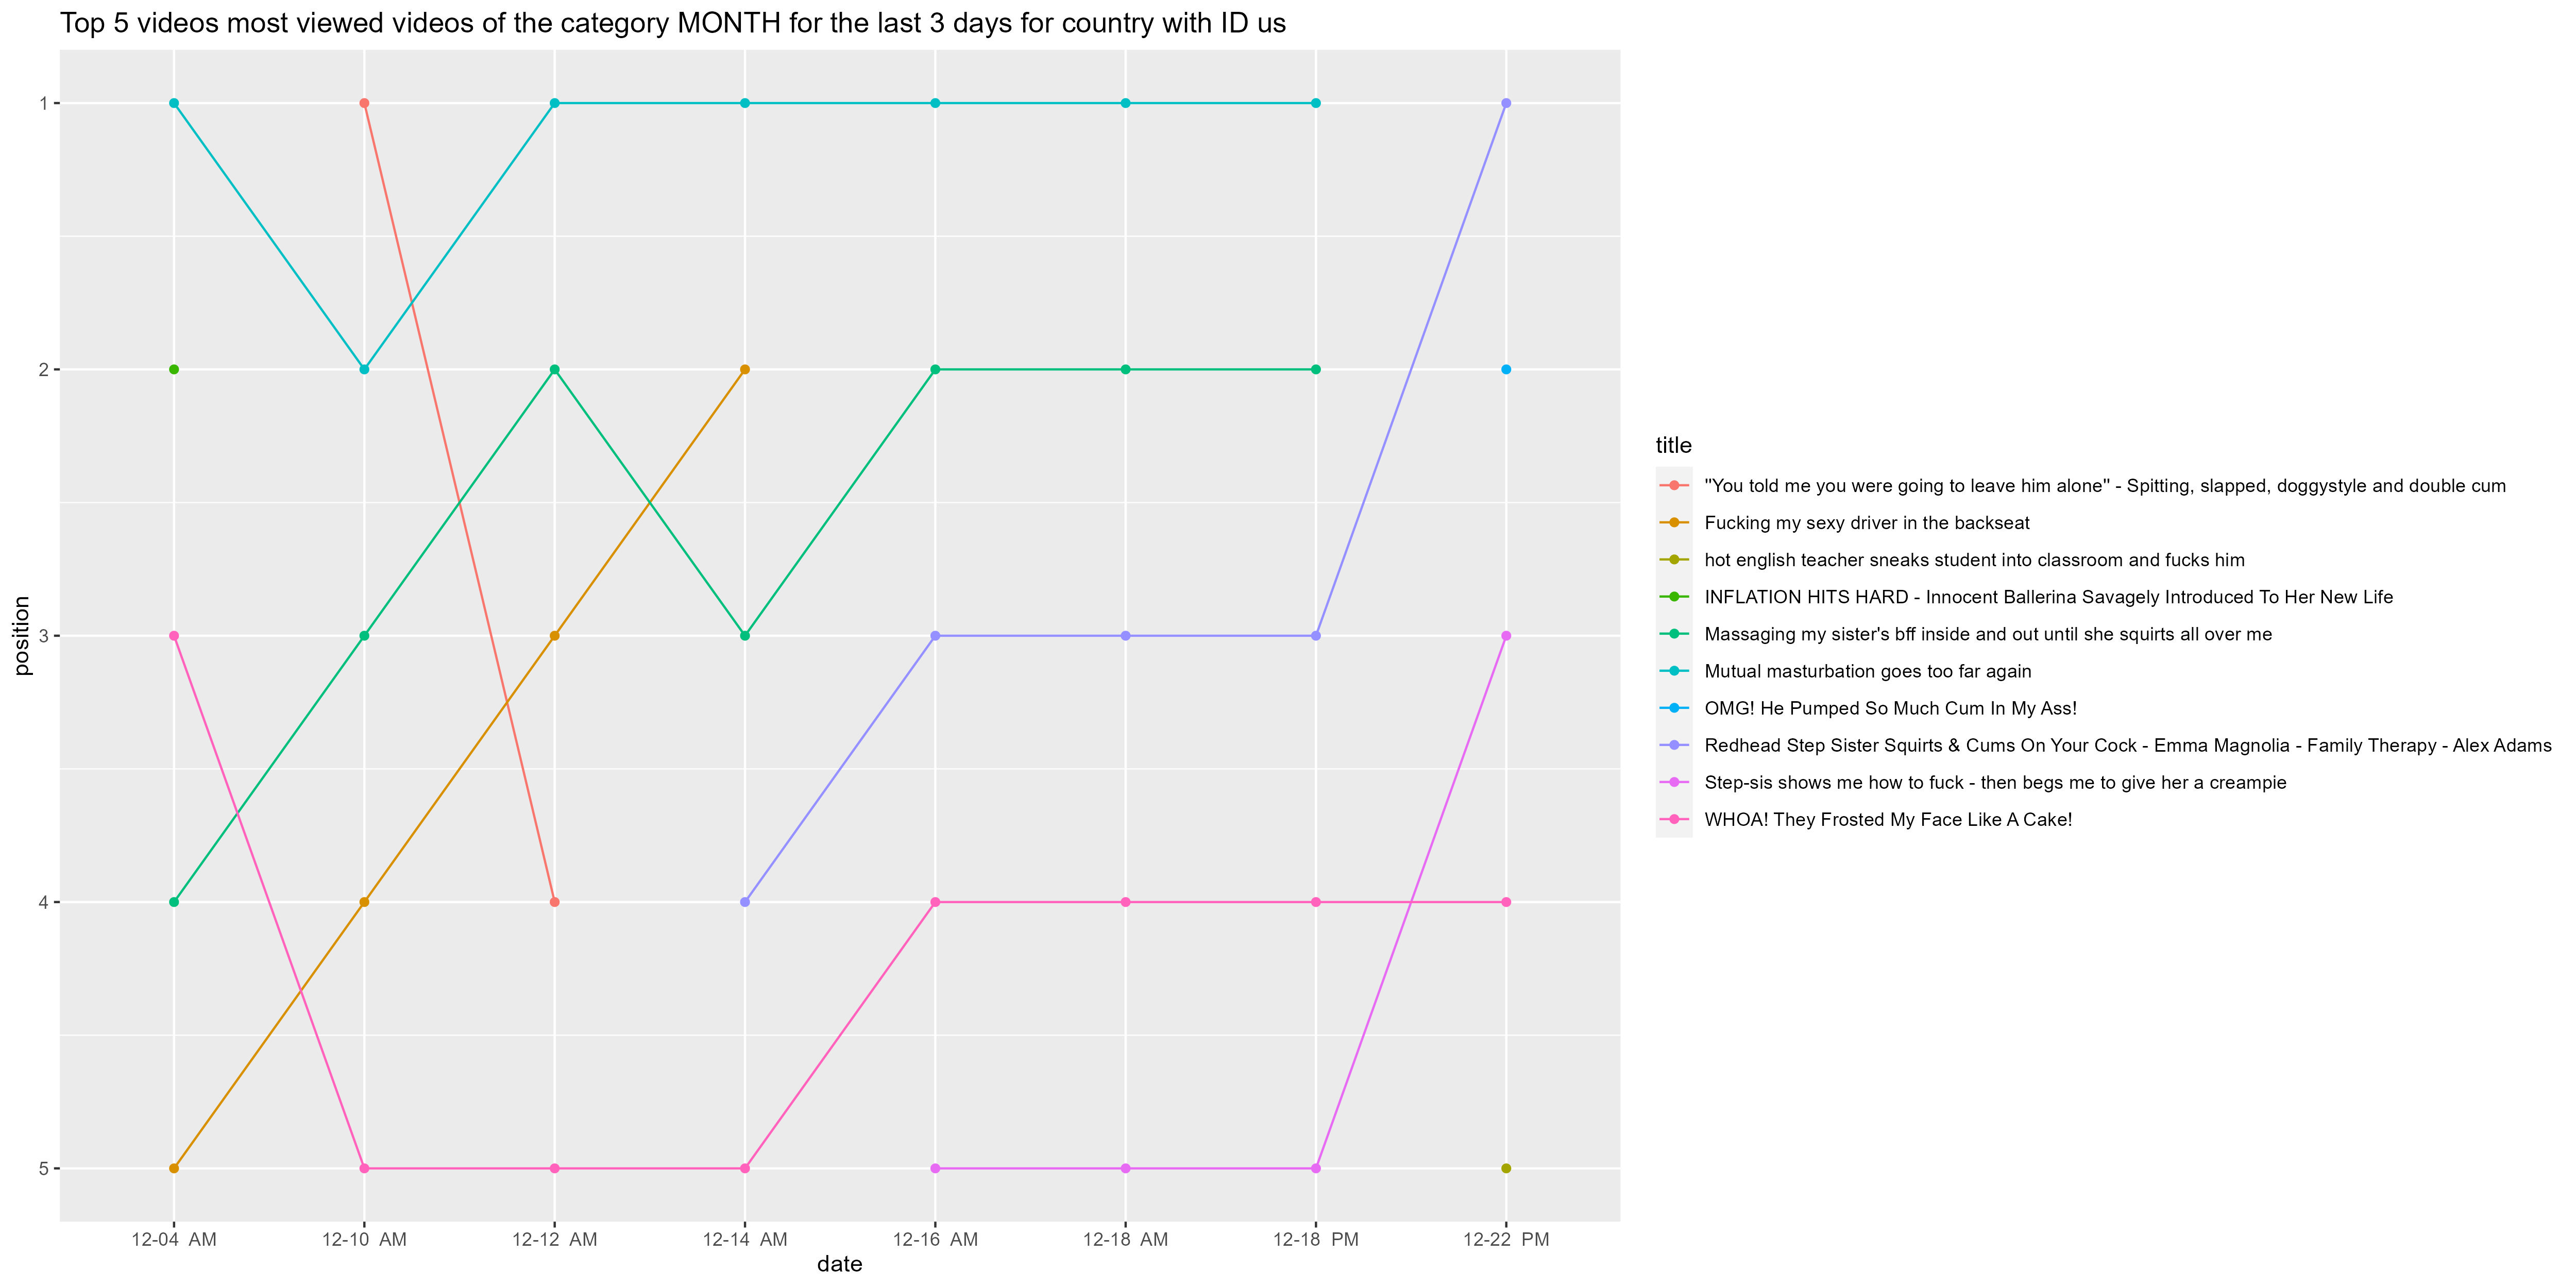 Top 5 videos most viewed videos of the category MONTH for the last 3 days for country with ID us
position
1
2
3
4
5
12-04 AM
12-10 AM
12-12 AM
12-14 AM
12-16 AM
12-18 AM
12-18 PM
12-22 PM
date
title
"You told me you were going to leave him alone" - Spitting, slapped, doggystyle and double cum
Fucking my sexy driver in the backseat
hot english teacher sneaks student into classroom and fucks him
INFLATION HITS HARD - Innocent Ballerina Savagely Introduced To Her New Life
Massaging my sister's bff inside and out until she squirts all over me
Mutual masturbation goes too far again
OMG! He Pumped So Much Cum In My Ass!
Redhead Step Sister Squirts & Cums On Your Cock - Emma Magnolia - Family Therapy - Alex Adams
Step-sis shows me how to fuck - then begs me to give her a creampie
WHOA! They Frosted My Face Like A Cake!